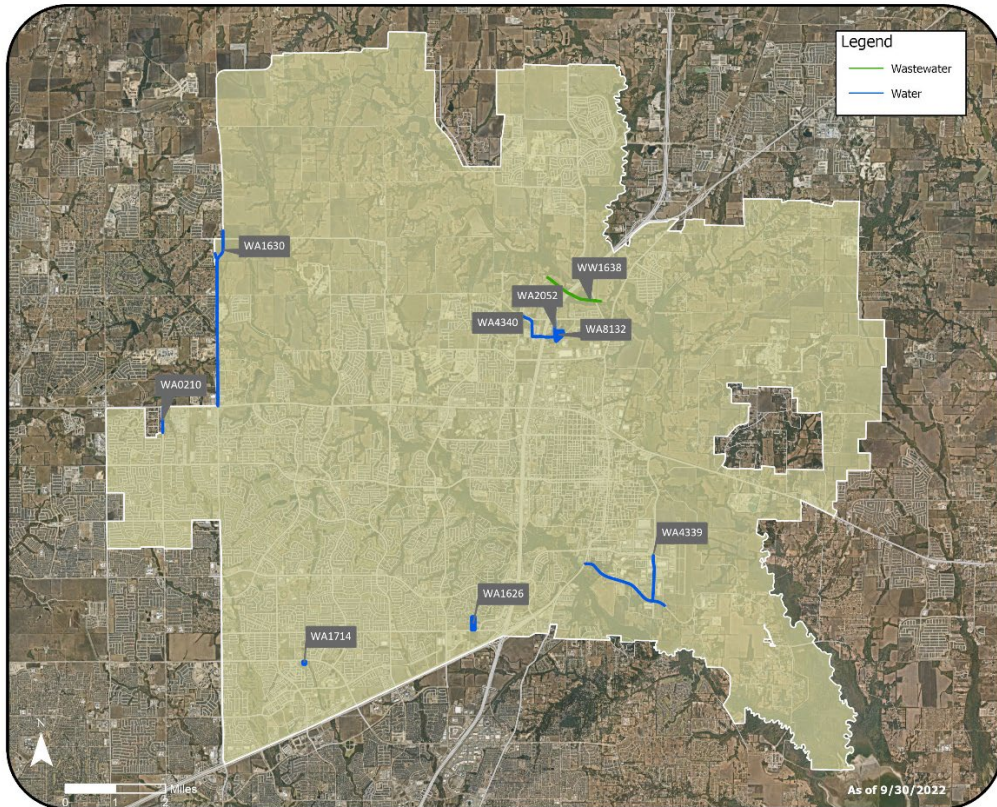 Legend
Wastewater
Water
WA1630
WW1638
WA2052
WA4340
WA8132
WA0210
WA4339
WA1626
WA1714
N
Miles
0 1 2
As of 9/30/2022